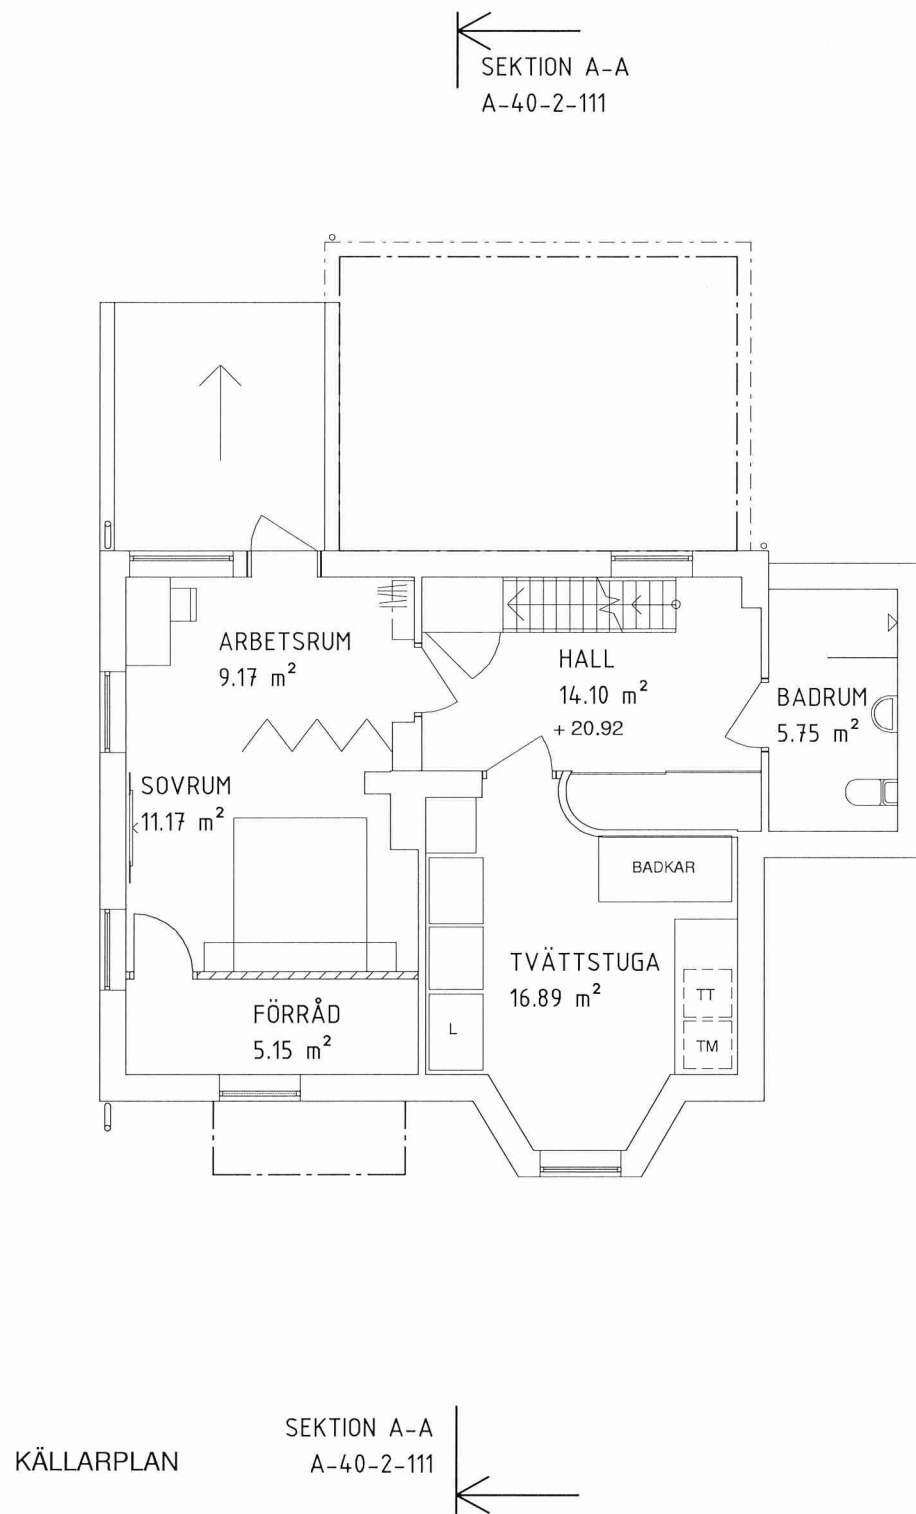 SEKTION A-A
A-40-2-111
ARBETSRUM
9.17 m²
HALL
14.10 m²
+ 20.92
BADRUM
5.75 m²
SOVRUM
11.17 m²
BADKAR
TVÄTTSTUGA
16.89 m²
TT
TM
L
FÖRRÅD
5.15 m²
SEKTION A-A
A-40-2-111
KÄLLARPLAN